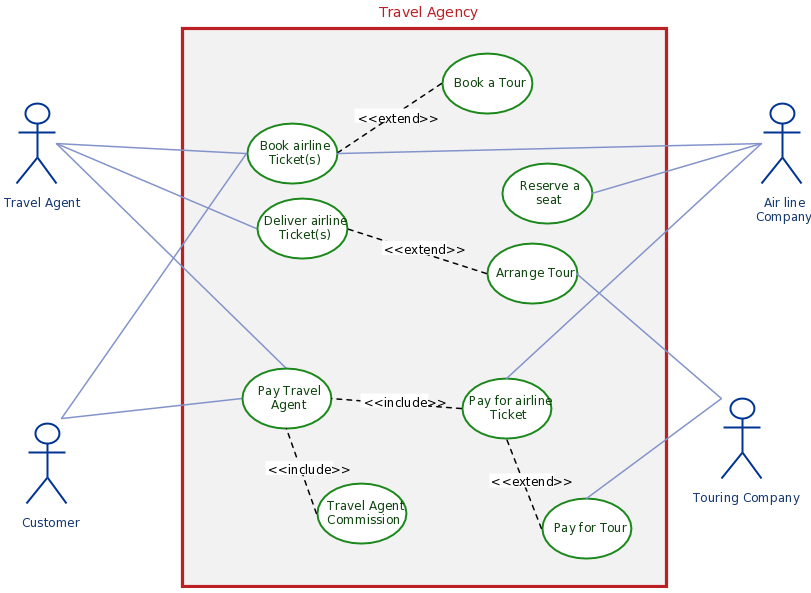 Travel Agency
Book a Tour
<<extend>>
Book airline
Ticket(s)
Travel Agent
Reserve a
seat
Air line
Company
Deliver airline
Ticket(s)
<<extend>>
Arrange Tour
Pay Travel
Agent
<<include>>
Pay for airline
Ticket
<<include>>
<<extend>>
Travel Agent
Commission
Pay for Tour
Customer
Touring Company